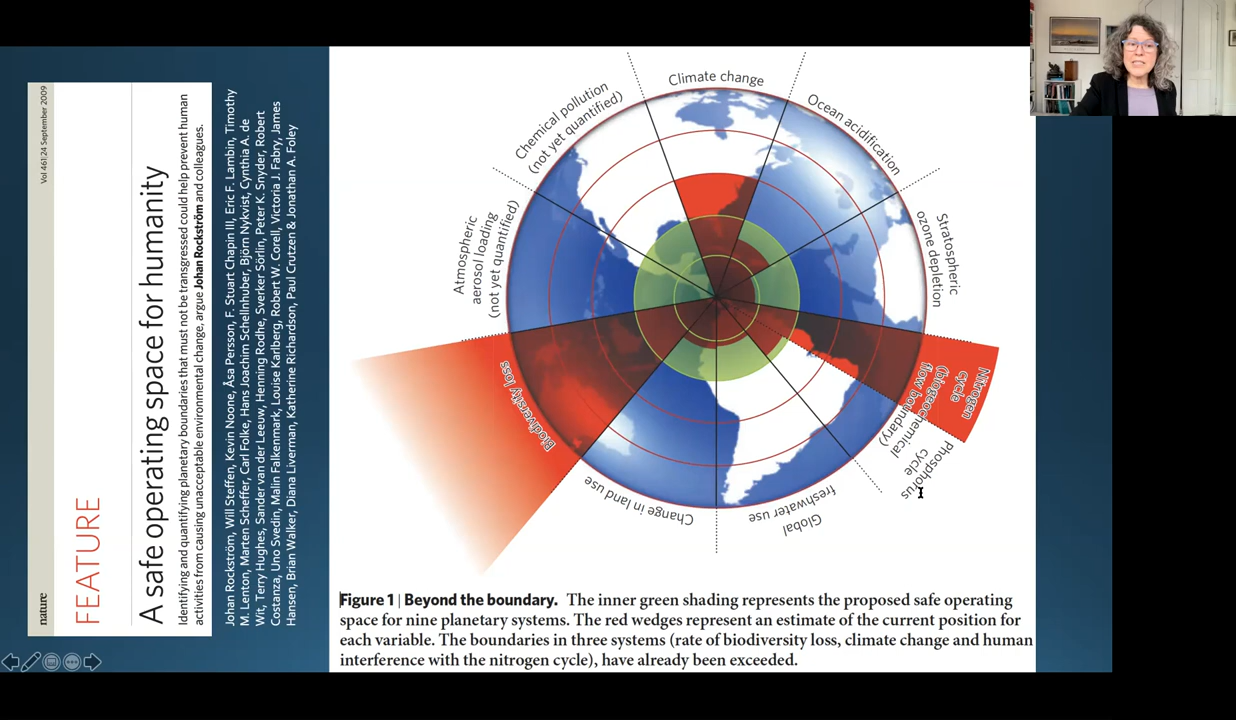 nature
Vol 461|24 September 2009
FEATURE
A safe operating space for humanity
Identifying and quantifying planetary boundaries that must not be transgressed could help prevent human
activities from causing unacceptable environmental change, argue Johan Rockström and colleagues.
Johan Rockström, Will Steffen, Kevin Noone, Åsa Persson, F. Stuart Chapin III, Eric F. Lambin, Timothy
M. Lenton, Marten Scheffer, Carl Folke, Hans Joachim Schellnhuber, Björn Nykvist, Cynthia A. de
Wit, Terry Hughes, Sander van der Leeuw, Henning Rodhe, Sverker Sörlin, Peter K. Snyder, Robert
Costanza, Uno Svedin, Malin Falkenmark, Louise Karlberg, Robert W. Corell, Victoria J. Fabry, James
Hansen, Brian Walker, Diana Liverman, Katherine Richardson, Paul Crutzen & Jonathan A. Foley
Climate change
Ocean acidification
Stratospheric
ozone depletion
Nitrogen
cycle
(biogeochemical
flow boundary)
Phosphorus
cycle
Global
freshwater use
Change in land use
Biodiversity loss
Atmospheric
aerosol loading
(not yet quantified)
Chemical pollution
(not yet quantified)
Figure 1 | Beyond the boundary. The inner green shading represents the proposed safe operating
space for nine planetary systems. The red wedges represent an estimate of the current position for
each variable. The boundaries in three systems (rate of biodiversity loss, climate change and human
interference with the nitrogen cycle), have already been exceeded.